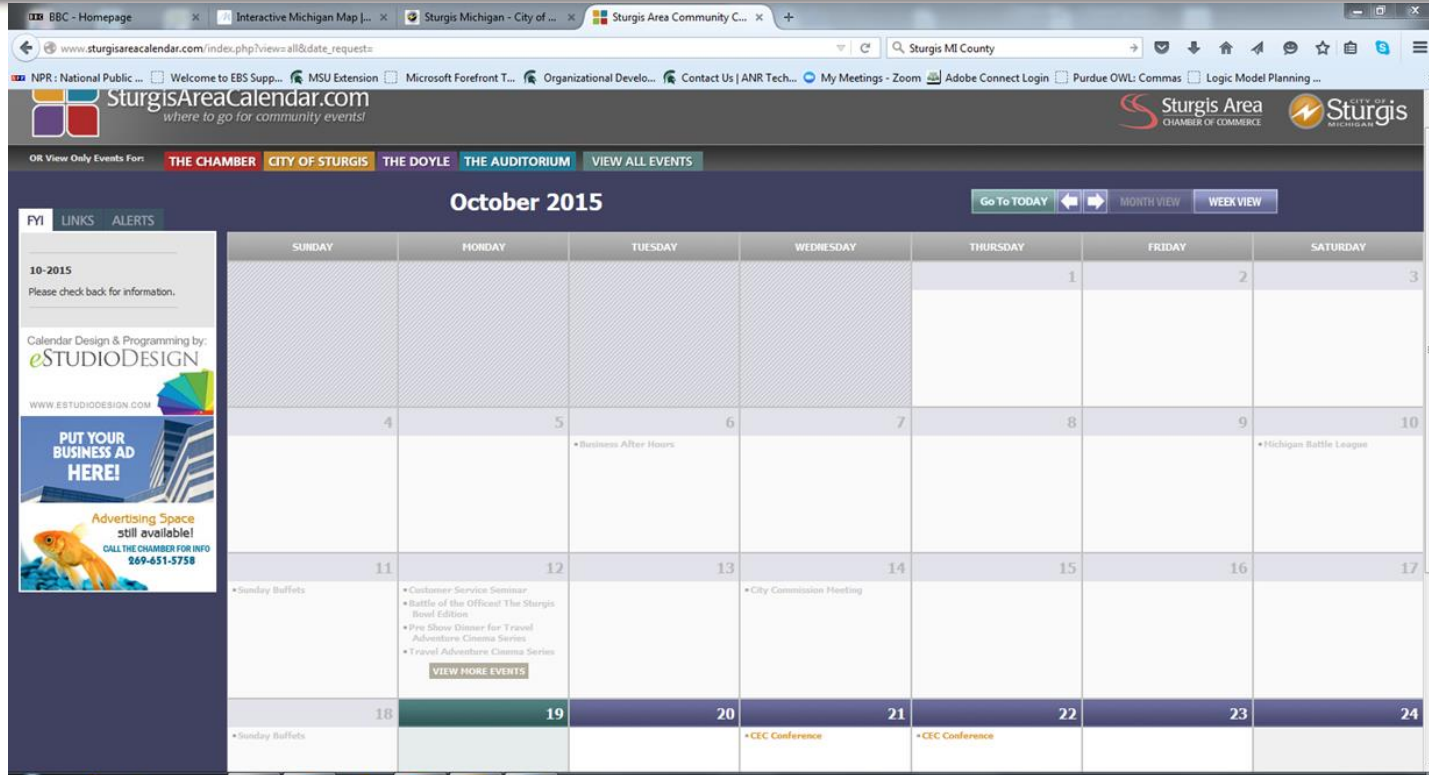 BBC - Homepage
Interactive Michigan Map |...
Sturgis Michigan - City of ...
Sturgis Area Community C...
www.sturgisareacalendar.com/index.php?view=all&date_request=
Sturgis MI County
NPR : National Public ...
Welcome to EBS Supp...
MSU Extension
Microsoft Forefront T...
Organizational Develo...
Contact Us | ANR Tech...
My Meetings - Zoom
Adobe Connect Login
Purdue OWL: Commas
Logic Model Planning ...
SturgisAreaCalendar.com
where to go for community events!
Sturgis Area
CHAMBER OF COMMERCE
CITY OF
Sturgis
MICHIGAN
OR View Only Events For:
THE CHAMBER
CITY OF STURGIS
THE DOYLE
THE AUDITORIUM
VIEW ALL EVENTS
October 2015
Go To TODAY
MONTH VIEW
WEEK VIEW
FYI
LINKS
ALERTS
10-2015
Please check back for information.
Calendar Design & Programming by:
eSTUDIODESIGN
WWW.ESTUDIODESIGN.COM
PUT YOUR
BUSINESS AD
HERE!
Advertising Space
still available!
CALL THE CHAMBER FOR INFO
269-651-5758
SUNDAY
MONDAY
TUESDAY
WEDNESDAY
THURSDAY
FRIDAY
SATURDAY
1
2
3
4
5
6
7
8
9
10
• Business After Hours
• Michigan Battle League
11
12
13
14
15
16
17
• Sunday Buffets
• Customer Service Seminar
• Battle of the Offices! The Sturgis
Bowl Edition
• Pre Show Dinner for Travel
Adventure Cinema Series
• Travel Adventure Cinema Series
VIEW MORE EVENTS
• City Commission Meeting
18
19
20
21
22
23
24
• Sunday Buffets
• CEC Conference
• CEC Conference